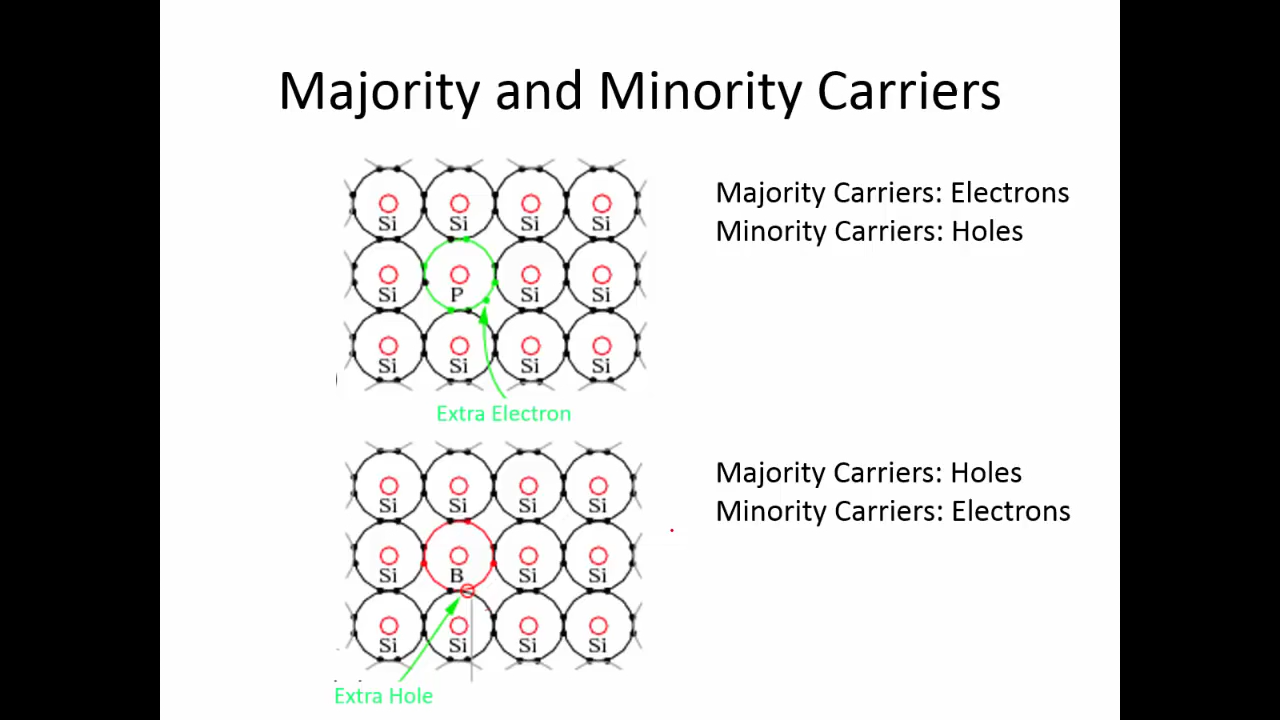 Majority and Minority Carriers
Si Si Si Si
Si P Si Si
Si Si Si Si
Extra Electron
Majority Carriers: Electrons
Minority Carriers: Holes
Si Si Si Si
Si B Si Si
Si Si Si Si
Extra Hole
Majority Carriers: Holes
Minority Carriers: Electrons